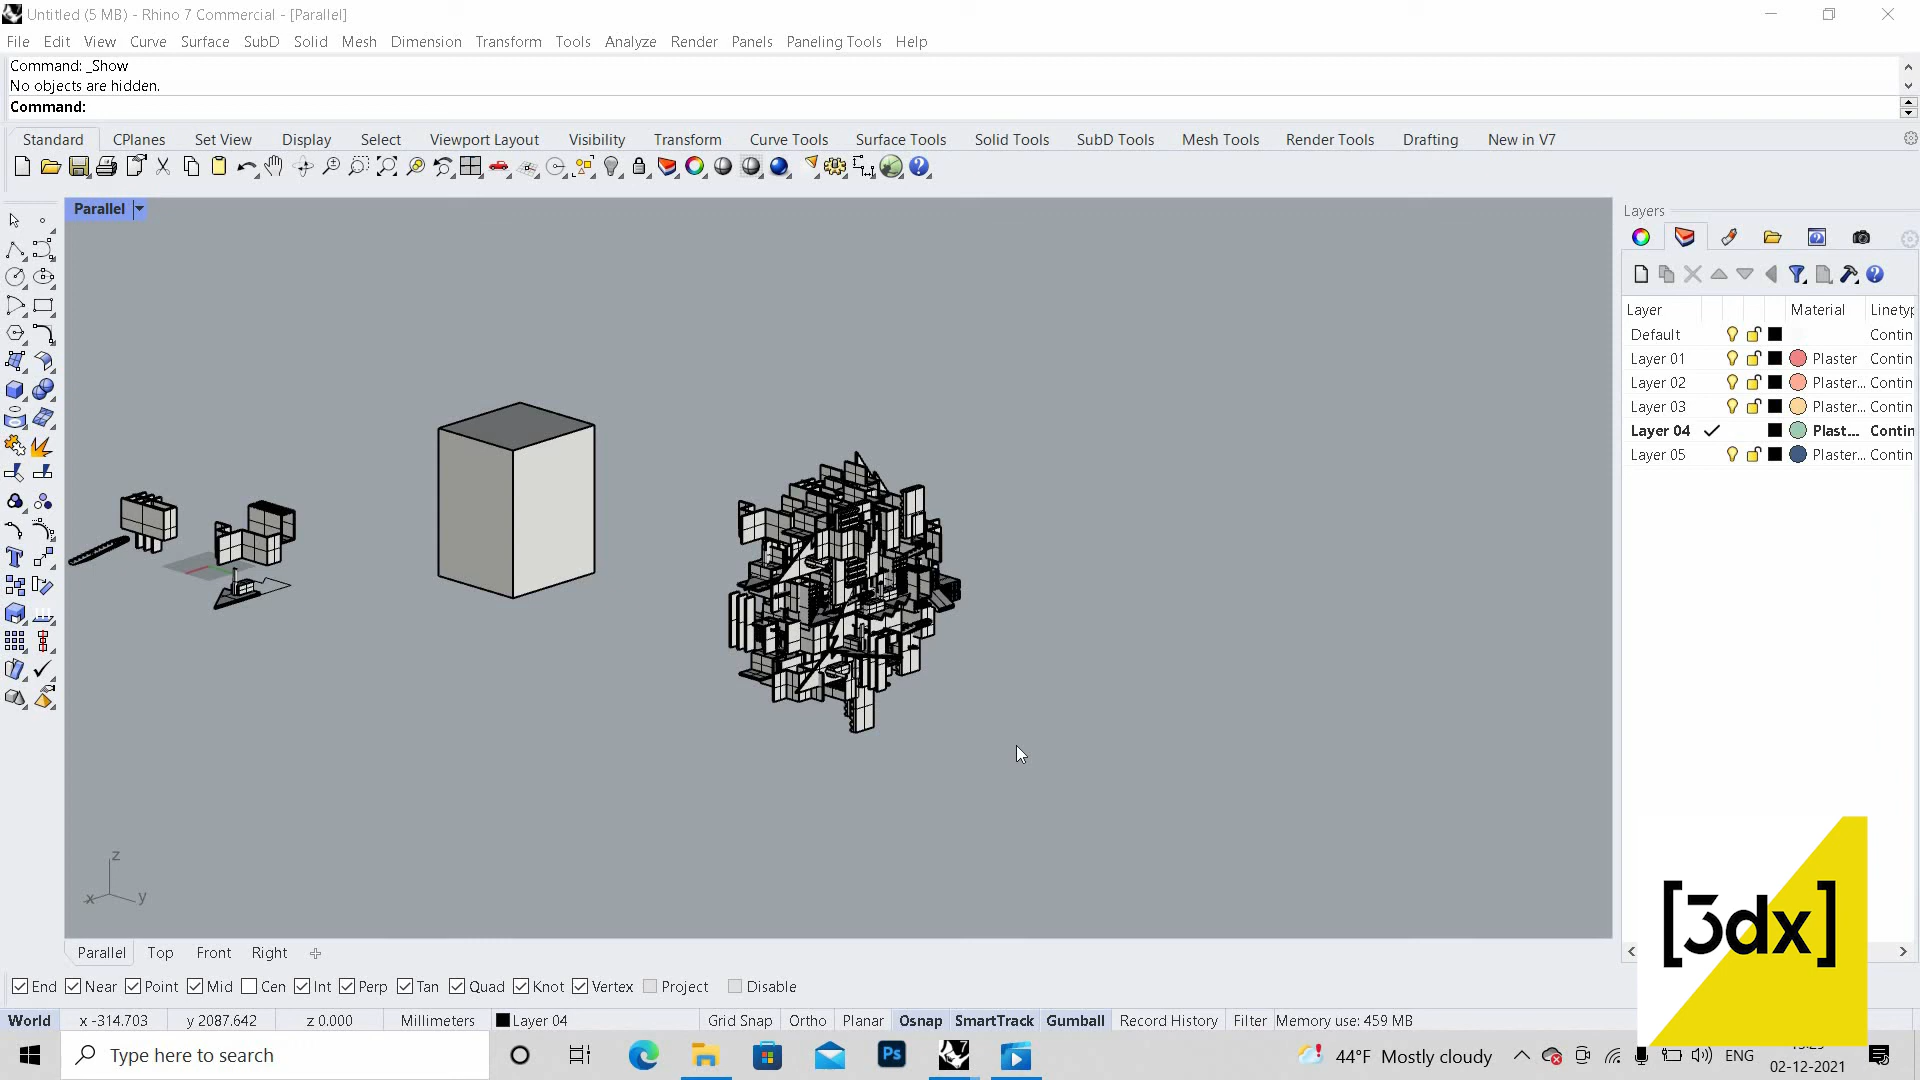 Untitled (5 MB) - Rhino 7 Commercial - [Parallel]
File Edit View Curve Surface SubD Solid Mesh Dimension Transform Tools Analyze Render Panels Paneling Tools Help
Command: _Show
No objects are hidden.
Command:
Standard CPlanes Set View Display Select Viewport Layout Visibility Transform Curve Tools Surface Tools Solid Tools SubD Tools Mesh Tools Render Tools Drafting New in V7
Parallel
Layers
Layer Material Linetyp
Default Contin
Layer 01 Plaster Contin
Layer 02 Plaster... Contin
Layer 03 Plaster... Contin
Layer 04 Plast... Contin
Layer 05 Plaster... Contin
z
x y
[3dx]
Parallel Top Front Right
End Near Point Mid Cen Int Perp Tan Quad Knot Vertex Project Disable
World x -314.703 y 2087.642 z 0.000 Millimeters Layer 04 Grid Snap Ortho Planar Osnap SmartTrack Gumball Record History Filter Memory use: 459 MB
Type here to search Ps 44°F Mostly cloudy ENG
02-12-2021